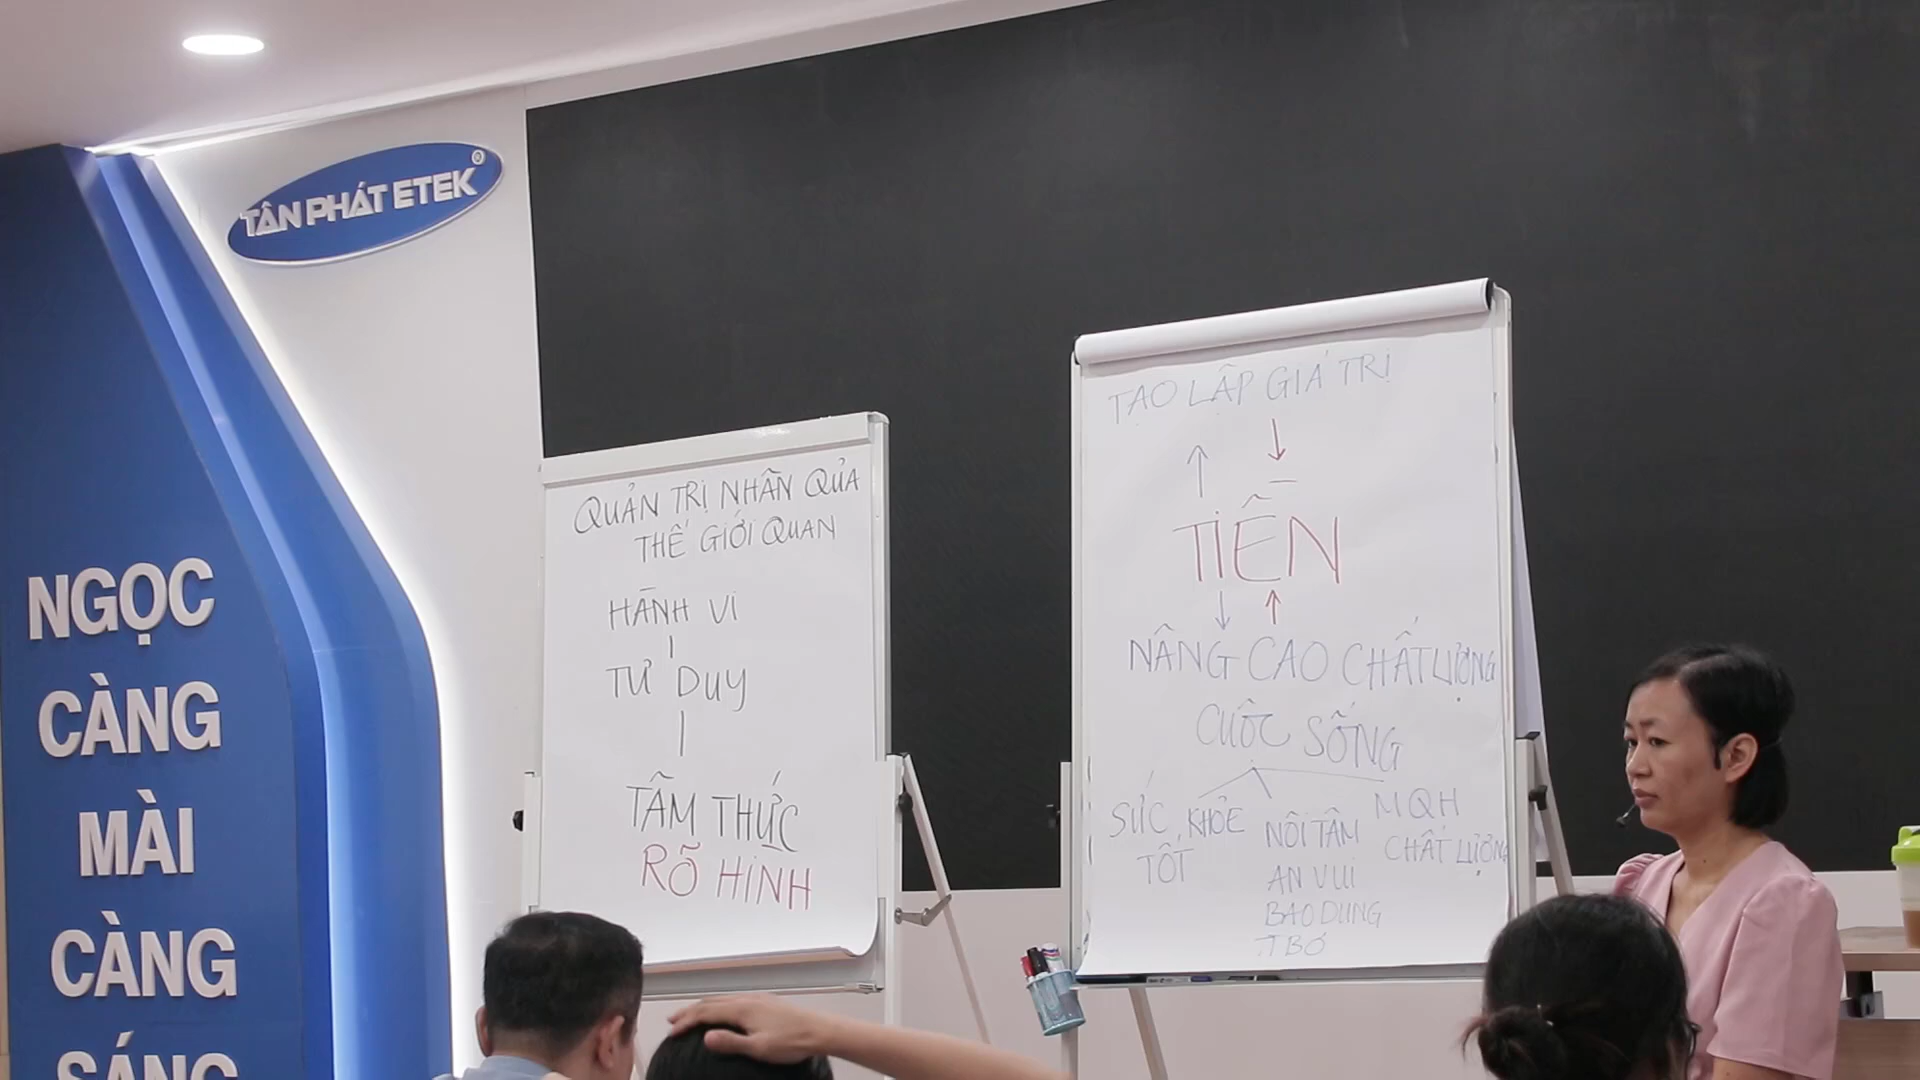 TÂN PHÁT ETEK®
NGỌC
CÀNG
MÀI
CÀNG
SÁNG
QUẢN TRỊ NHÂN QUẢ
THẾ GIỚI QUAN
HÀNH VI
TƯ DUY
TÂM THỨC
RÕ HÌNH
TẠO LẬP GIÁ TRỊ
TIỀN
NÂNG CAO CHẤT LƯỢNG
CUỘC SỐNG
SỨC KHỎE
TỐT
NỘI TÂM
AN VUI
BAO DUNG
T BỎ
MQH
CHẤT LƯỢNG